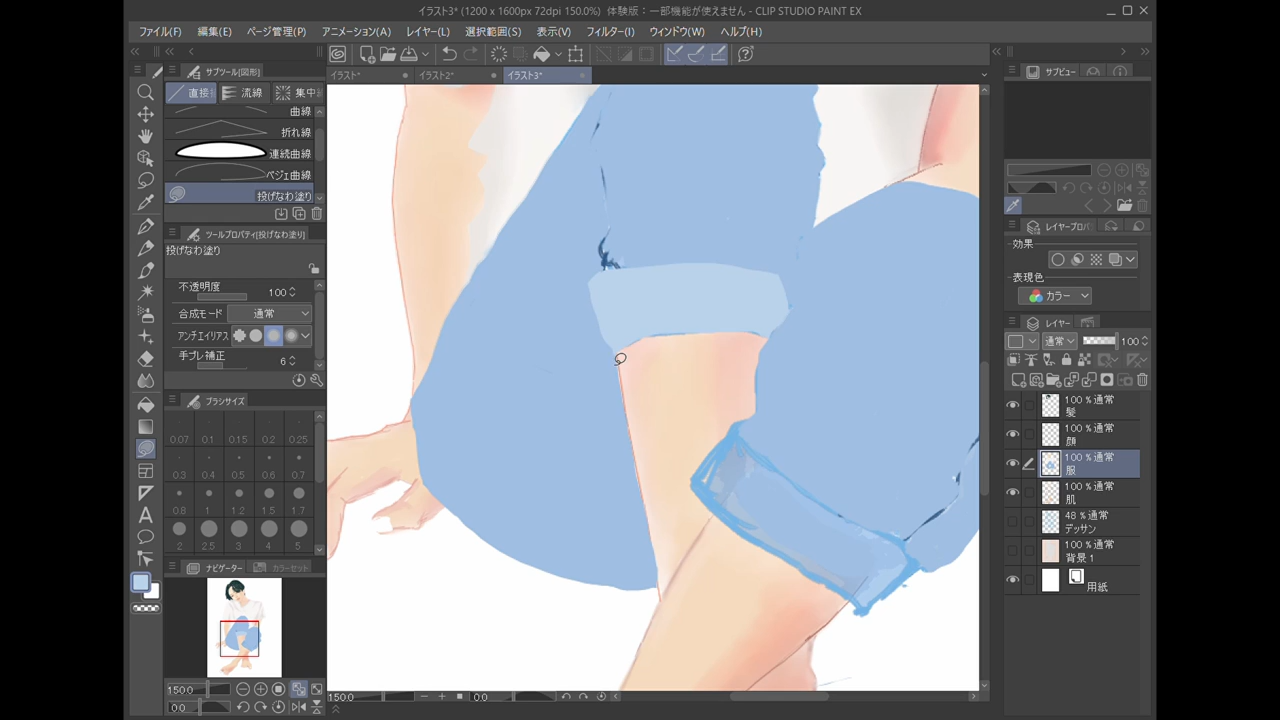 イラスト3* (1200 x 1600px 72dpi 150.0%) 体験版：一部機能が使えません - CLIP STUDIO PAINT EX
ファイル(F) 編集(E) ページ管理(P) アニメーション(A) レイヤー(L) 選択範囲(S) 表示(V) フィルター(I) ウィンドウ(W) ヘルプ(H)
サブツール[図形]
イラスト* イラスト2* イラスト3*
サブビュー
直接 流線 集中
曲線
折れ線
連続曲線
ベジェ曲線
投げなわ塗り
ツールプロパティ[投げなわ塗り]
投げなわ塗り
不透明度 100
合成モード 通常
アンチエイリアス
手ブレ補正 6
ブラシサイズ
0.07 0.1 0.15 0.2 0.25
0.3 0.4 0.5 0.6 0.7
0.8 1 1.2 1.5 1.7
2 2.5 3 4 5
ナビゲーター カラーセット
150.0
0.0
150.0 0.0
レイヤープロパ
効果
表現色
カラー
レイヤー
通常 100
100 % 通常
髪
100 % 通常
顔
100 % 通常
服
100 % 通常
肌
48 % 通常
デッサン
100 % 通常
背景 1
用紙